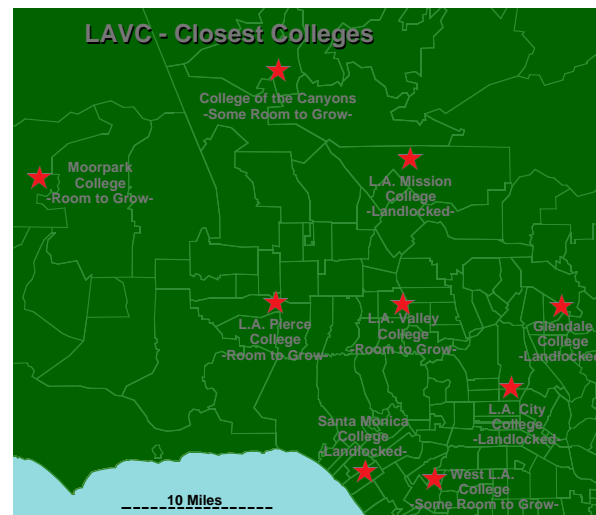 LAVC - Closest Colleges
College of the Canyons
-Some Room to Grow-
Moorpark
College
-Room to Grow-
L.A. Mission
College
-Landlocked-
L.A. Pierce
College
-Room to Grow-
L.A. Valley
College
-Room to Grow-
Glendale
College
-Landlocked-
L.A. City
College
-Landlocked-
Santa Monica
College
-Landlocked-
West L.A.
College
Some Room to Grow-
10 Miles